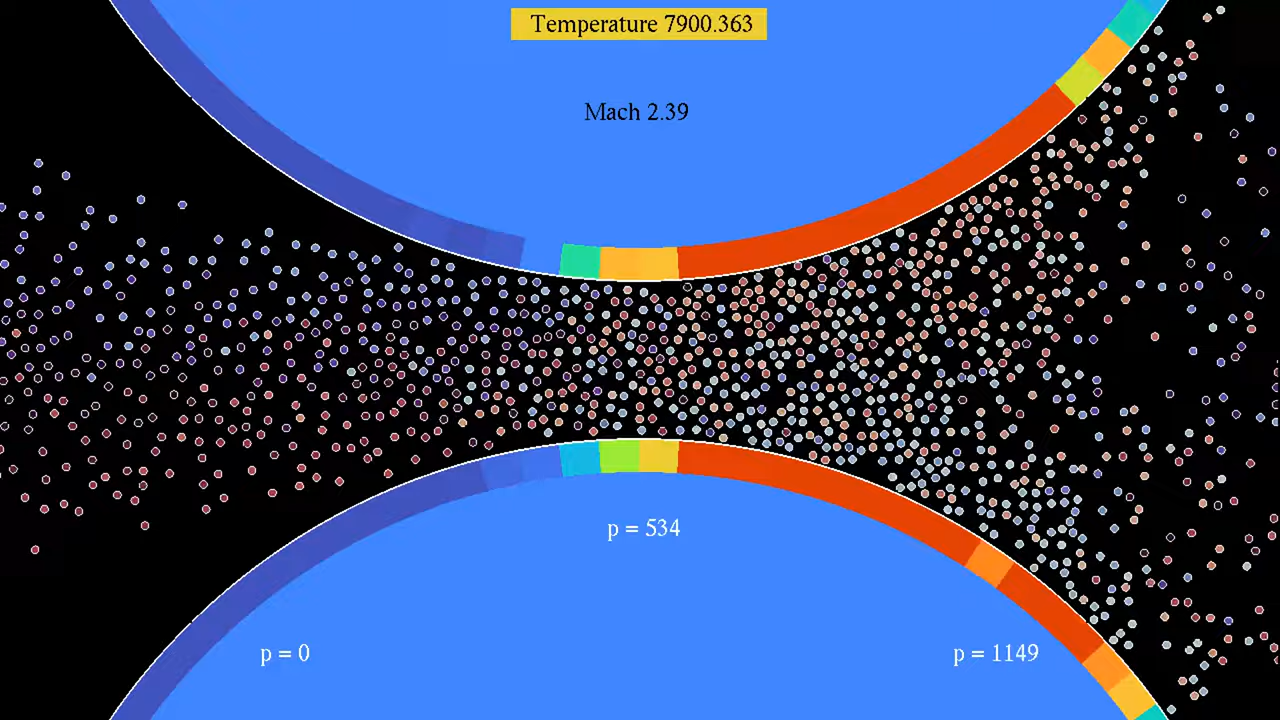 Temperature 7900.363
Mach 2.39
p = 534
p = 0
p = 1149